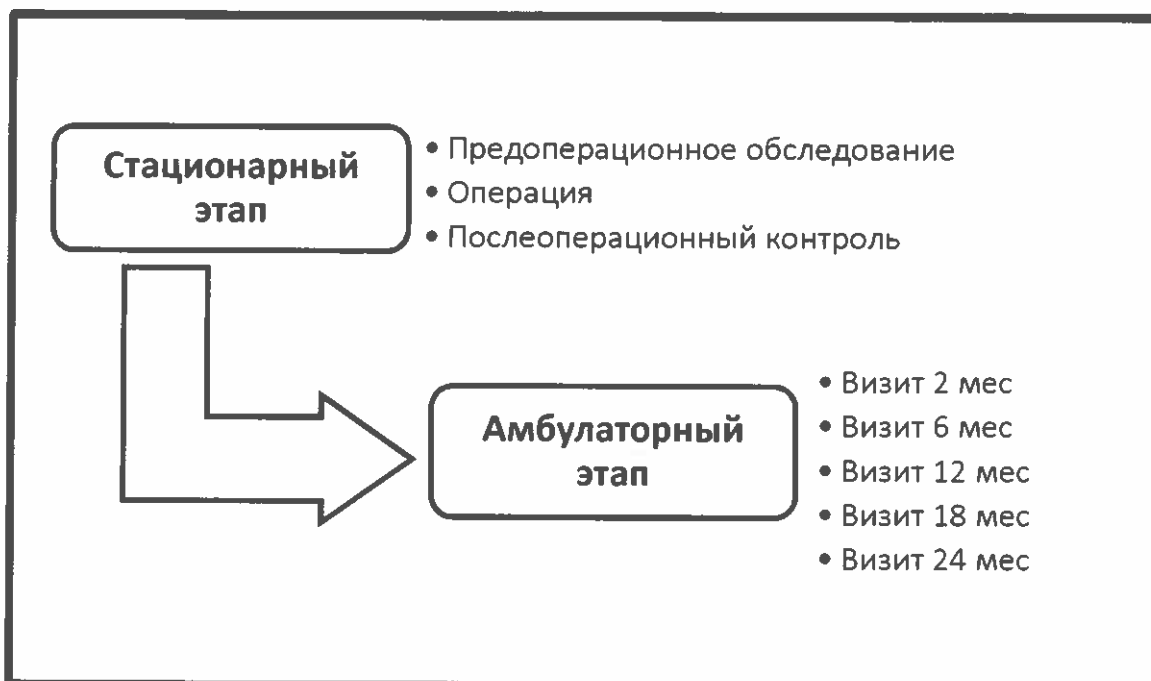 Стационарный
этап
• Предоперационное обследование
• Операция
• Послеоперационный контроль
Амбулаторный
этап
• Визит 2 мес
• Визит 6 мес
• Визит 12 мес
• Визит 18 мес
• Визит 24 мес